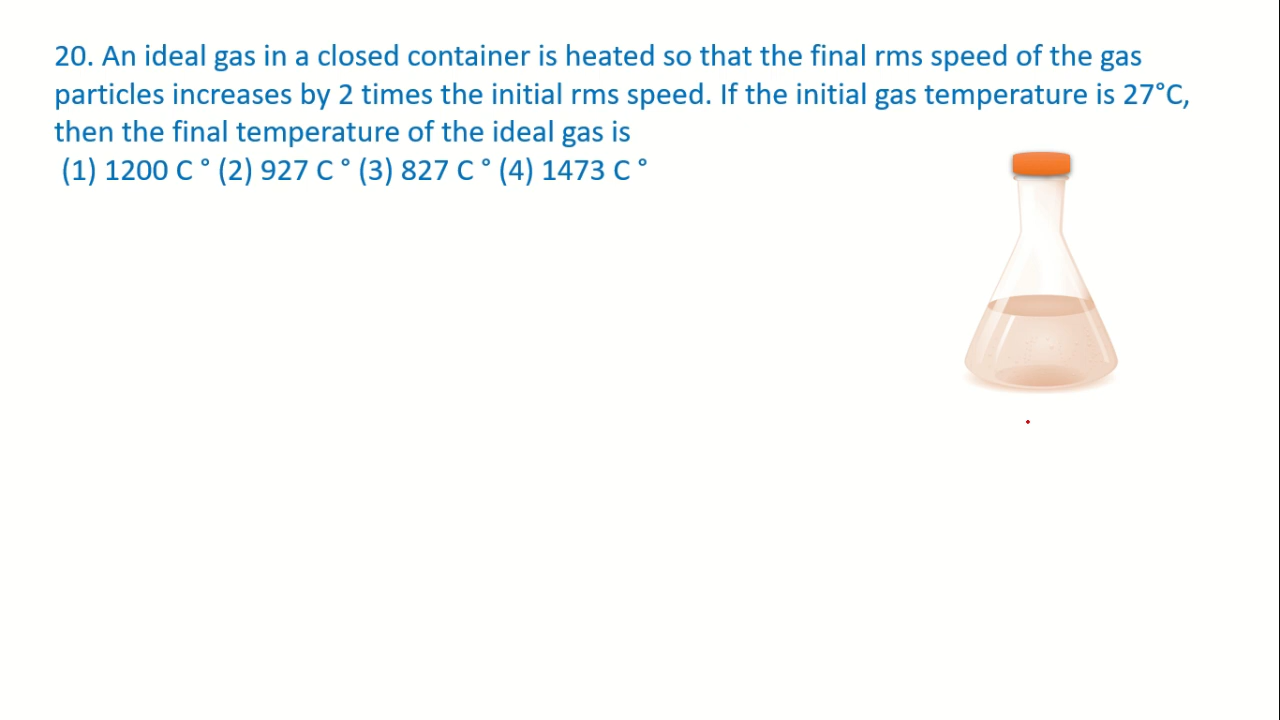 20. An ideal gas in a closed container is heated so that the final rms speed of the gas
particles increases by 2 times the initial rms speed. If the initial gas temperature is 27°C,
then the final temperature of the ideal gas is
(1) 1200 C ° (2) 927 C ° (3) 827 C ° (4) 1473 C °